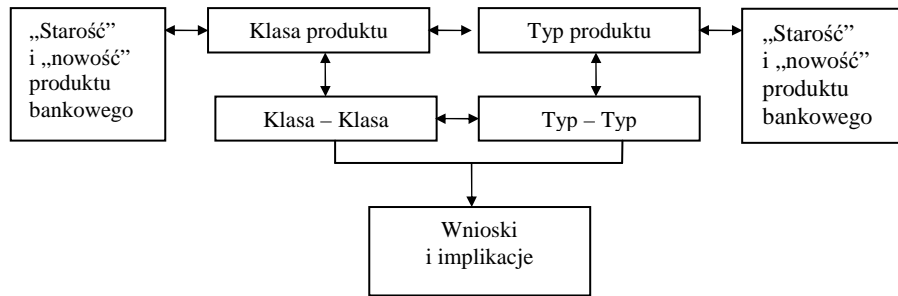 „Starość”
i „nowość”
produktu
bankowego
Klasa produktu
Typ produktu
„Starość”
i „nowość”
produktu
bankowego
Klasa – Klasa
Typ – Typ
Wnioski
i implikacje